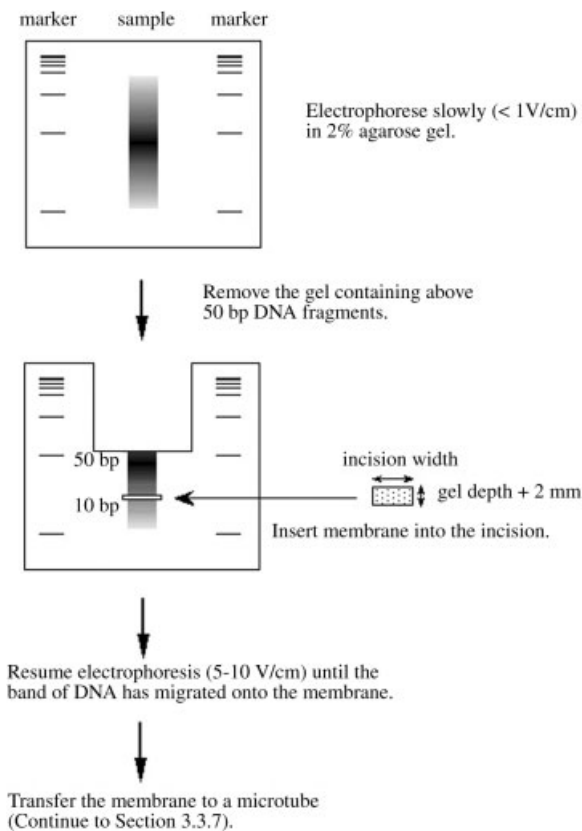 marker sample marker
Electrophorese slowly (< 1V/cm)
in 2% agarose gel.
Remove the gel containing above
50 bp DNA fragments.
50 bp
10 bp
incision width
gel depth + 2 mm
Insert membrane into the incision.
Resume electrophoresis (5-10 V/cm) until the
band of DNA has migrated onto the membrane.
Transfer the membrane to a microtube
(Continue to Section 3.3.7).